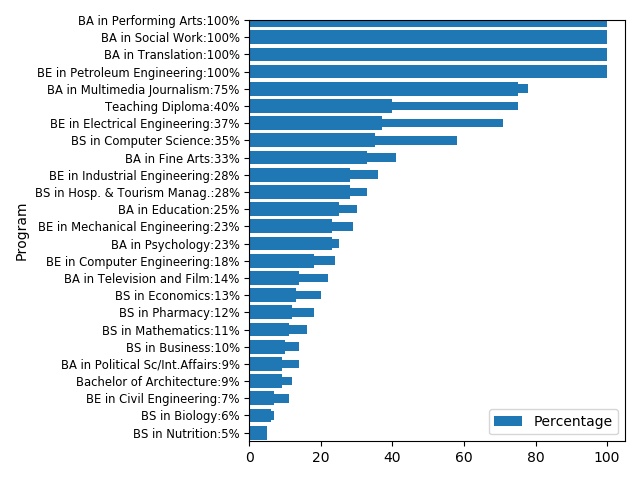 BA in Performing Arts:100%
BA in Social Work:100%
BA in Translation:100%
BE in Petroleum Engineering:100%
BA in Multimedia Journalism:75%
Teaching Diploma:40%
BE in Electrical Engineering:37%
BS in Computer Science:35%
BA in Fine Arts:33%
BE in Industrial Engineering:28%
BS in Hosp. & Tourism Manag.:28%
BA in Education:25%
BE in Mechanical Engineering:23%
BA in Psychology:23%
BE in Computer Engineering:18%
BA in Television and Film:14%
BS in Economics:13%
BS in Pharmacy:12%
BS in Mathematics:11%
BS in Business:10%
BA in Political Sc/Int.Affairs:9%
Bachelor of Architecture:9%
BE in Civil Engineering:7%
BS in Biology:6%
BS in Nutrition:5%
Program
Percentage
0 20 40 60 80 100